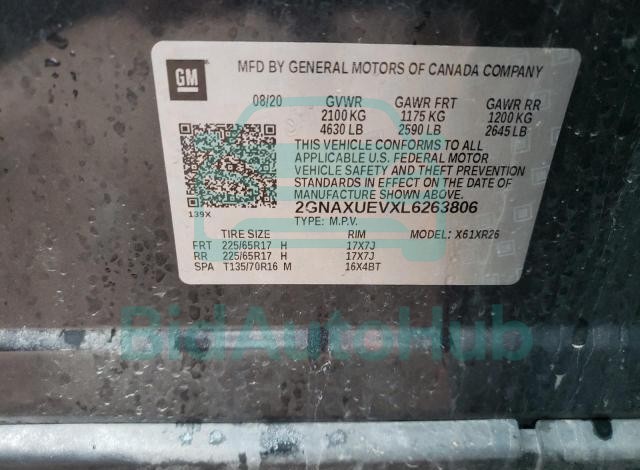 GM
MFD BY GENERAL MOTORS OF CANADA COMPANY
08/20 GVWR GAWR FRT GAWR RR
2100 KG 1175 KG 1200 KG
4630 LB 2590 LB 2645 LB
THIS VEHICLE CONFORMS TO ALL
APPLICABLE U.S. FEDERAL MOTOR
VEHICLE SAFETY AND THEFT PREVENTION
STANDARDS IN EFFECT ON THE DATE OF
MANUFACTURE SHOWN ABOVE.
139X 2GNAXUEVXL6263806
TYPE: M.P.V. MODEL: X61XR26
TIRE SIZE RIM
FRT 225/65R17 H 17X7J
RR 225/65R17 H 17X7J
SPA T135/70R16 M 16X4BT
BidAutoHub